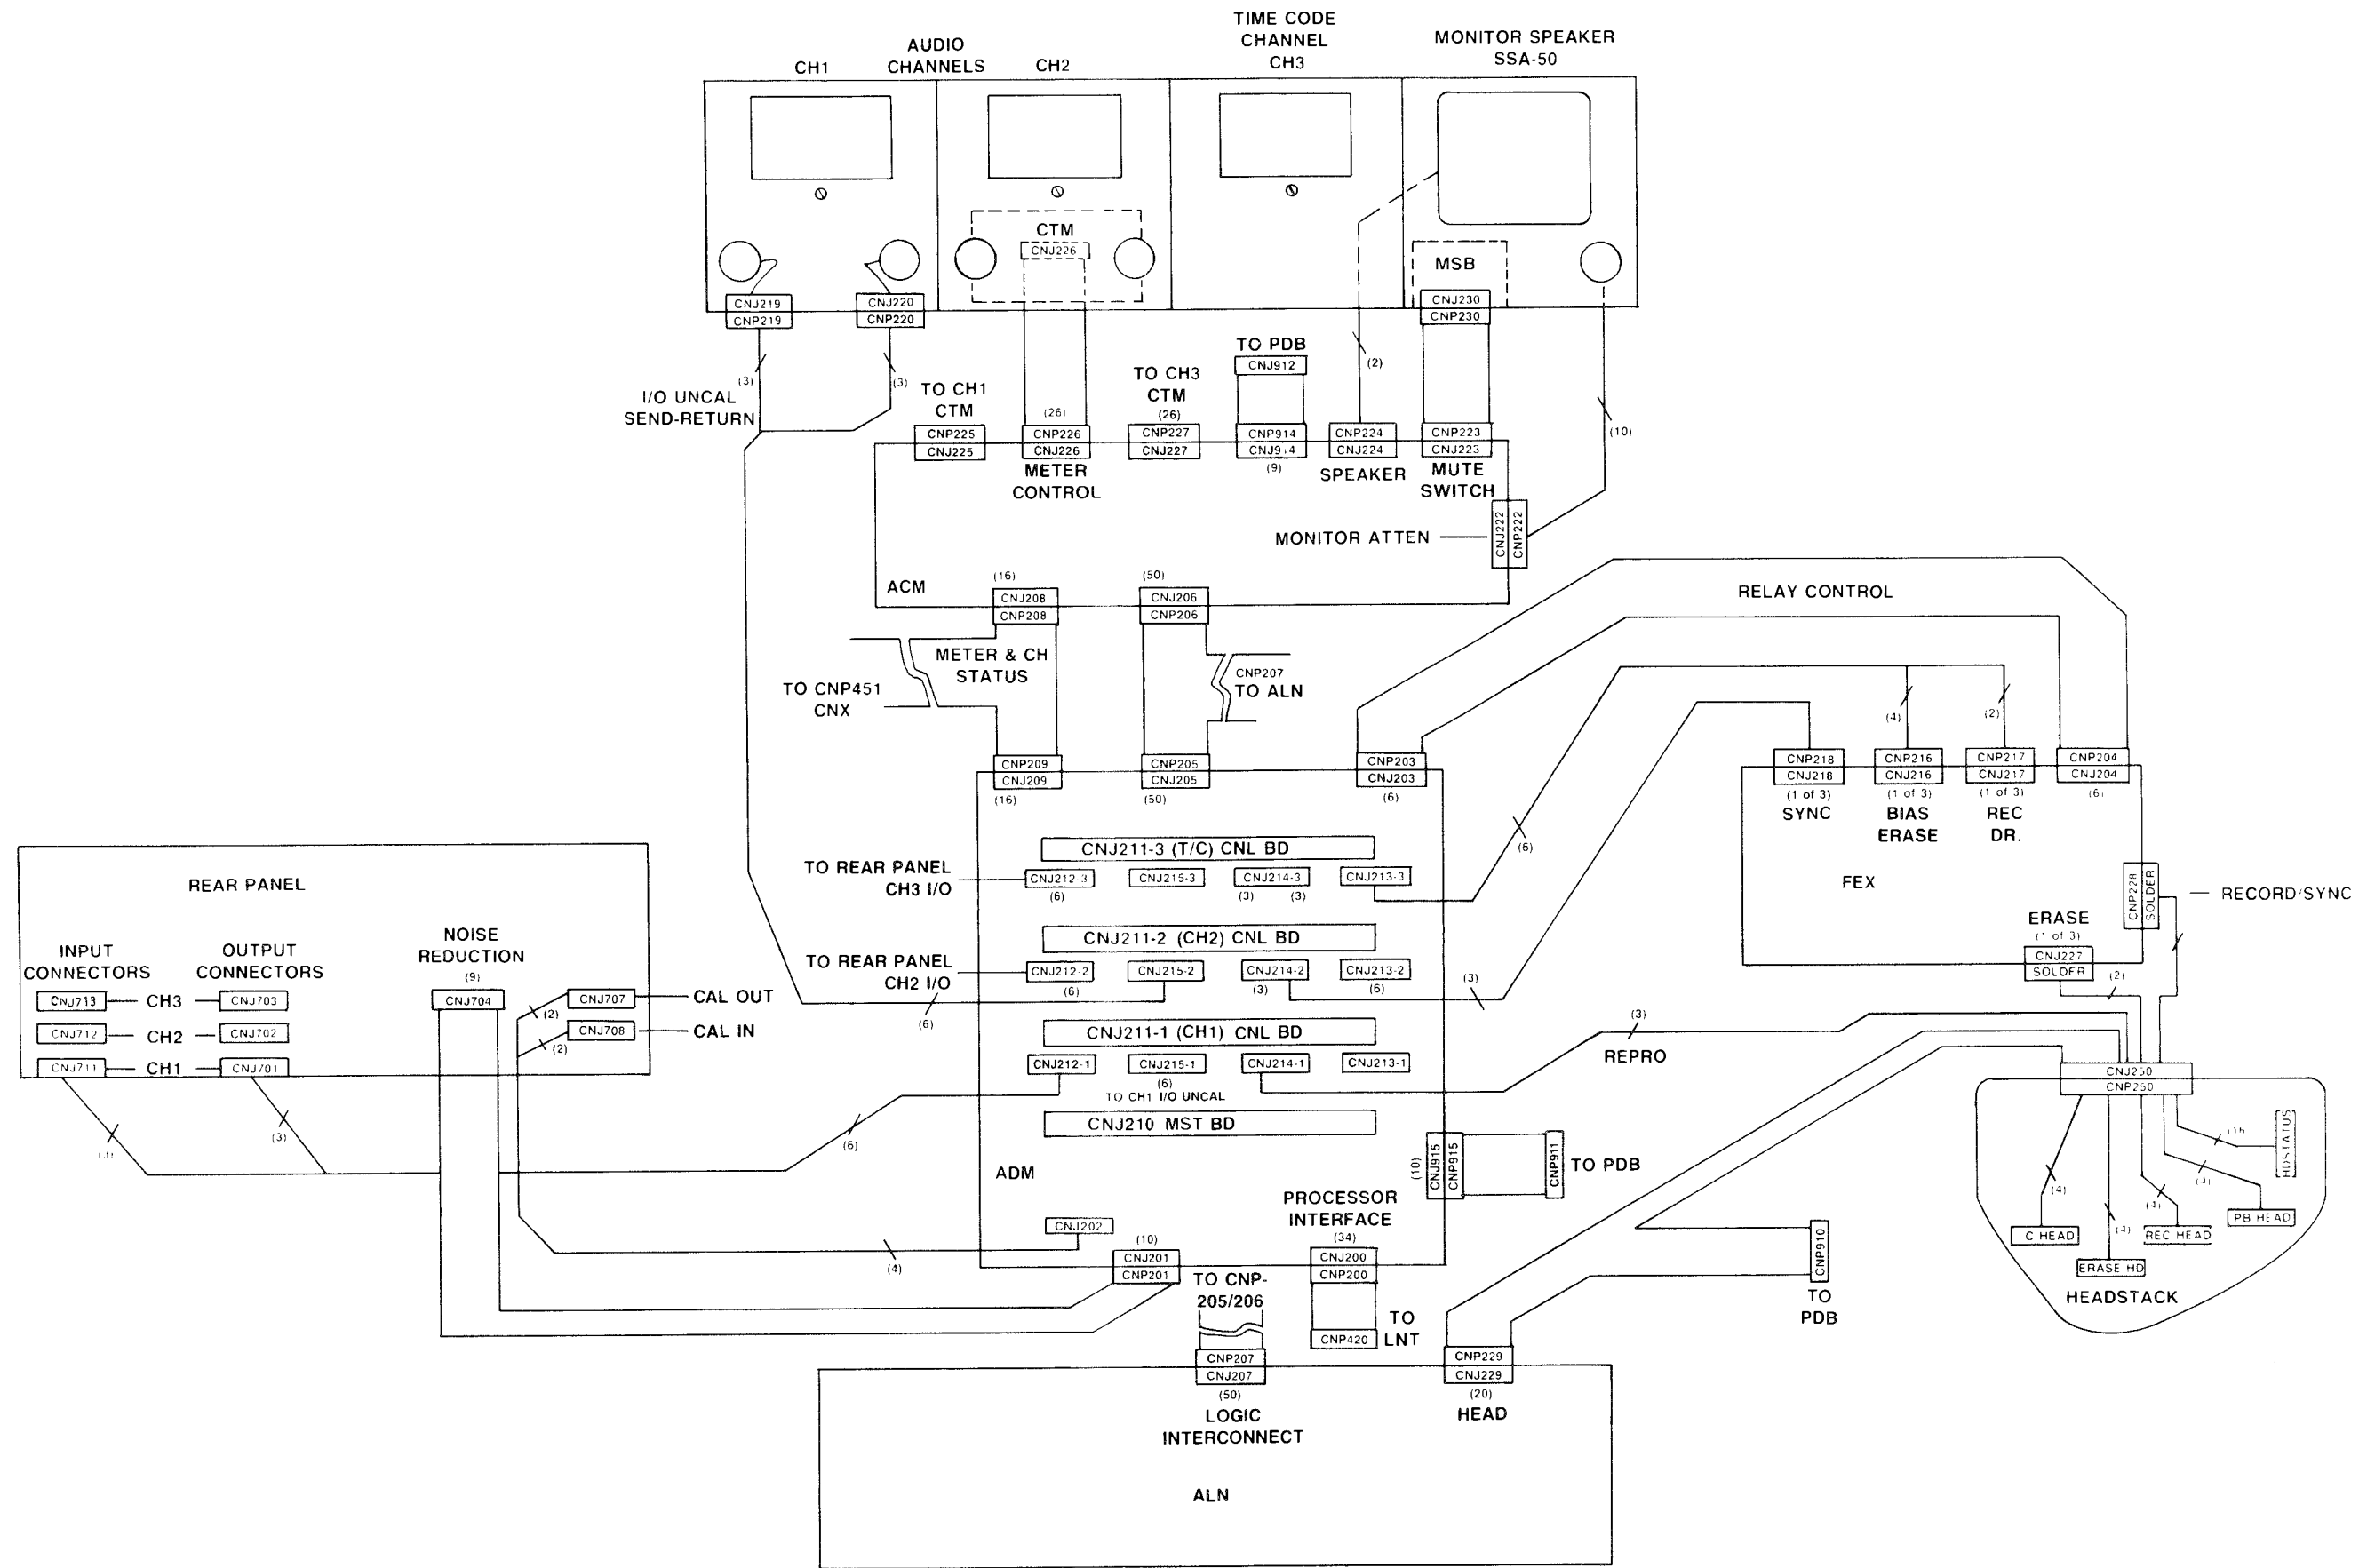 TIME CODE
CHANNEL
CH3
MONITOR SPEAKER
SSA-50
AUDIO
CHANNELS
CH1
CH2
CTM
CNJ226
MSB
CNJ219
CNP219
CNJ220
CNP220
CNJ230
CNP230
(3)
(3)
I/O UNCAL
SEND-RETURN
TO CH1
CTM
(26)
TO CH3
CTM
(26)
TO PDB
CNJ912
(2)
(10)
CNP225
CNJ225
CNP226
CNJ226
METER
CONTROL
CNP227
CNJ227
CNP914
CNJ914
(9)
CNP224
CNJ224
SPEAKER
CNP223
CNJ223
MUTE
SWITCH
MONITOR ATTEN
CNJ222
CNP222
ACM
(16)
CNJ208
CNP208
(50)
CNJ206
CNP206
RELAY CONTROL
METER & CH
STATUS
TO CNP451
CNX
CNP207
TO ALN
(4)
(2)
CNP209
CNJ209
(16)
CNP205
CNJ205
(50)
CNP203
CNJ203
(6)
(6)
CNP218
CNJ218
(1 of 3)
SYNC
CNP216
CNJ216
(1 of 3)
BIAS
ERASE
CNP217
CNJ217
(1 of 3)
REC
DR.
CNP204
CNJ204
(6)
FEX
CNP228
SOLDER
RECORD/SYNC
ERASE
(1 of 3)
CNJ227
SOLDER
(2)
CNJ211-3 (T/C) CNL BD
TO REAR PANEL
CH3 I/O
CNJ212-3
(6)
CNJ215-3
CNJ214-3
(3)
(3)
CNJ213-3
CNJ211-2 (CH2) CNL BD
TO REAR PANEL
CH2 I/O
CNJ212-2
(6)
CNJ215-2
CNJ214-2
(3)
CNJ213-2
(6)
(3)
(6)
CNJ211-1 (CH1) CNL BD
CNJ212-1
CNJ215-1
(6)
TO CH1 I/O UNCAL
CNJ214-1
CNJ213-1
(3)
REPRO
CNJ210 MST BD
ADM
REAR PANEL
INPUT
CONNECTORS
OUTPUT
CONNECTORS
NOISE
REDUCTION
(9)
CNJ704
CNJ713
CH3
CNJ703
CNJ712
CH2
CNJ702
CNJ711
CH1
CNJ701
CNJ707
CAL OUT
(2)
CNJ708
CAL IN
(2)
(3)
(3)
(6)
(10)
CNJ915
CNP915
CNP911
TO PDB
CNJ250
CNP250
(4)
(4)
(4)
(4)
(16
HDSTATUS
C HEAD
ERASE HD
REC HEAD
PB HEAD
HEADSTACK
CNP910
TO
PDB
CNJ202
(4)
(10)
CNJ201
CNP201
PROCESSOR
INTERFACE
(34)
CNJ200
CNP200
TO CNP-
205/206
CNP420
TO
LNT
CNP207
CNJ207
(50)
LOGIC
INTERCONNECT
CNP229
CNJ229
(20)
HEAD
ALN